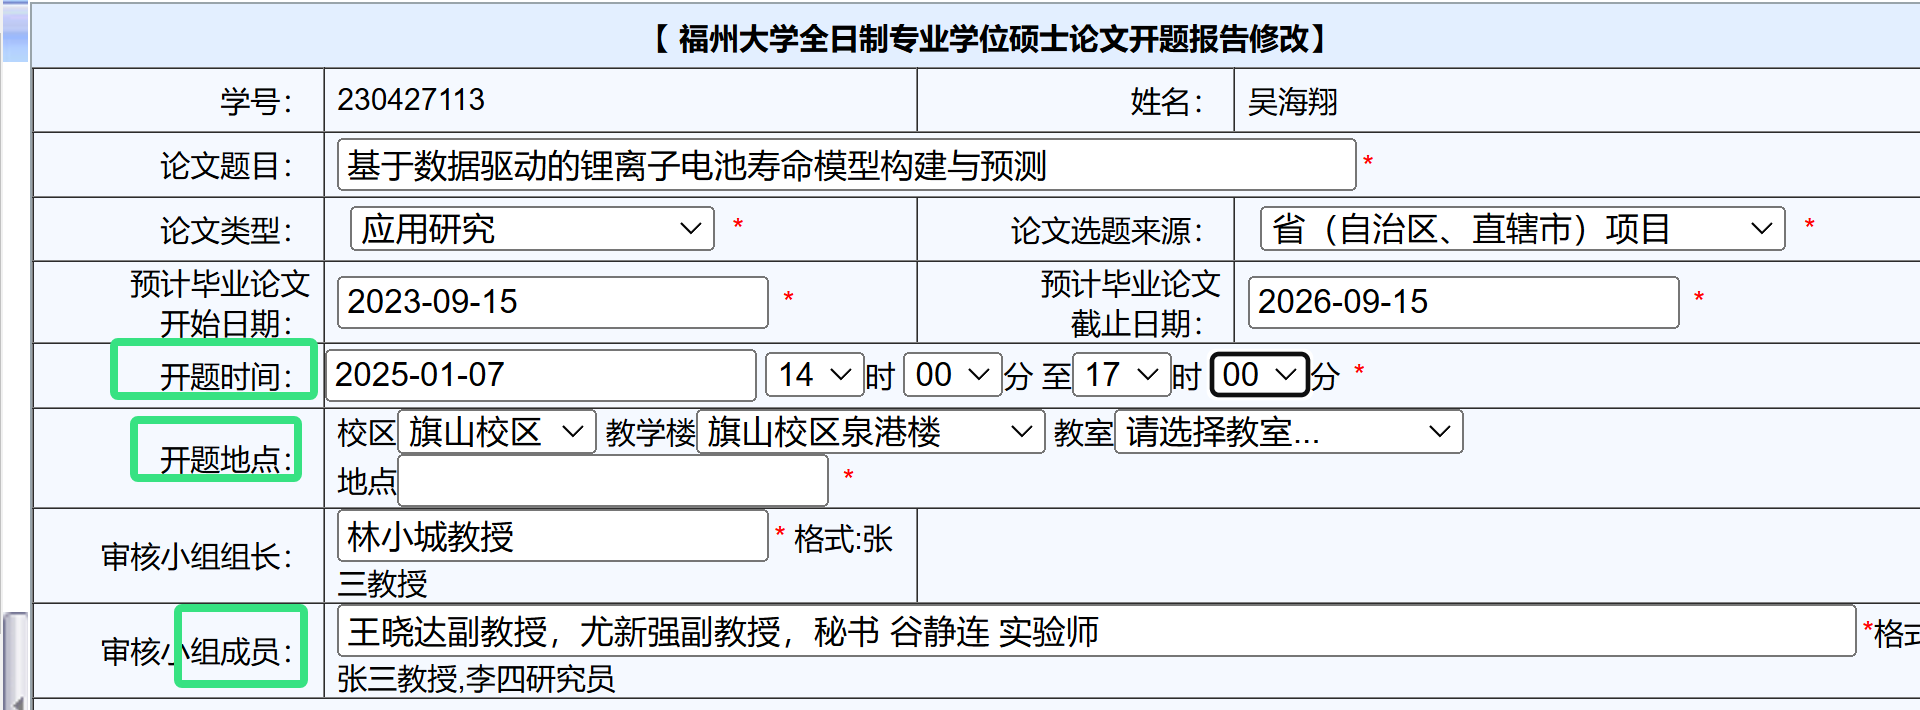 【 福州大学全日制专业学位硕士论文开题报告修改】
学号： 230427113 姓名： 吴海翔
论文题目： 基于数据驱动的锂离子电池寿命模型构建与预测 *
论文类型： 应用研究 * 论文选题来源： 省（自治区、直辖市）项目 *
预计毕业论文
开始日期： 2023-09-15 *
预计毕业论文
截止日期： 2026-09-15 *
开题时间： 2025-01-07 14 时 00 分 至 17 时 00 分 *
开题地点： 校区 旗山校区 教学楼 旗山校区泉港楼 教室 请选择教室...
地点 *
审核小组组长： 林小城教授 * 格式:张
三教授
审核小组成员： 王晓达副教授，尤新强副教授，秘书 谷静连 实验师 *格式
张三教授,李四研究员